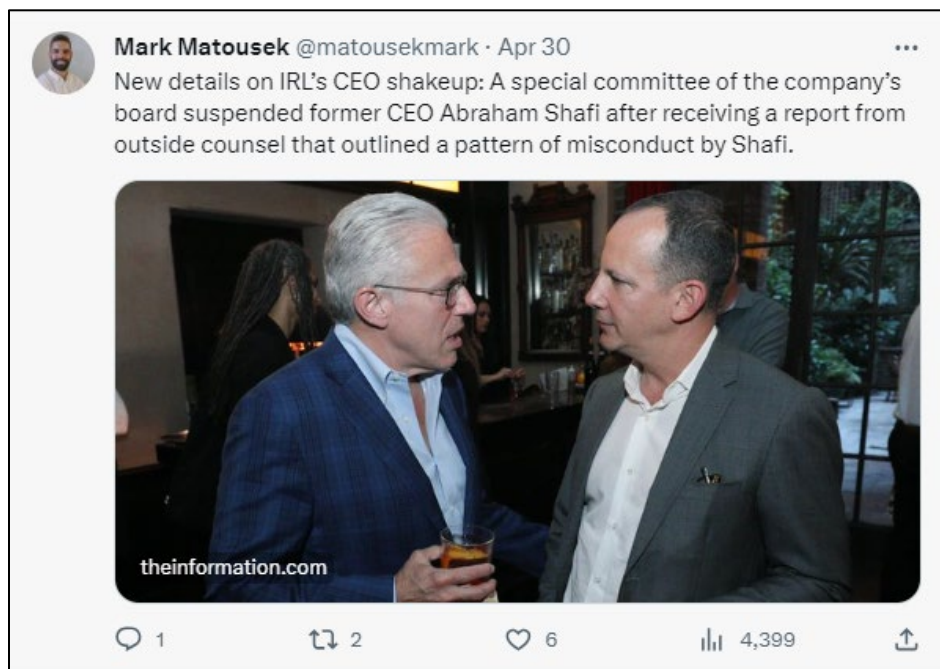 Mark Matousek @matousekmark · Apr 30
New details on IRL's CEO shakeup: A special committee of the company's
board suspended former CEO Abraham Shafi after receiving a report from
outside counsel that outlined a pattern of misconduct by Shafi.
theinformation.com
1 2 6 4,399